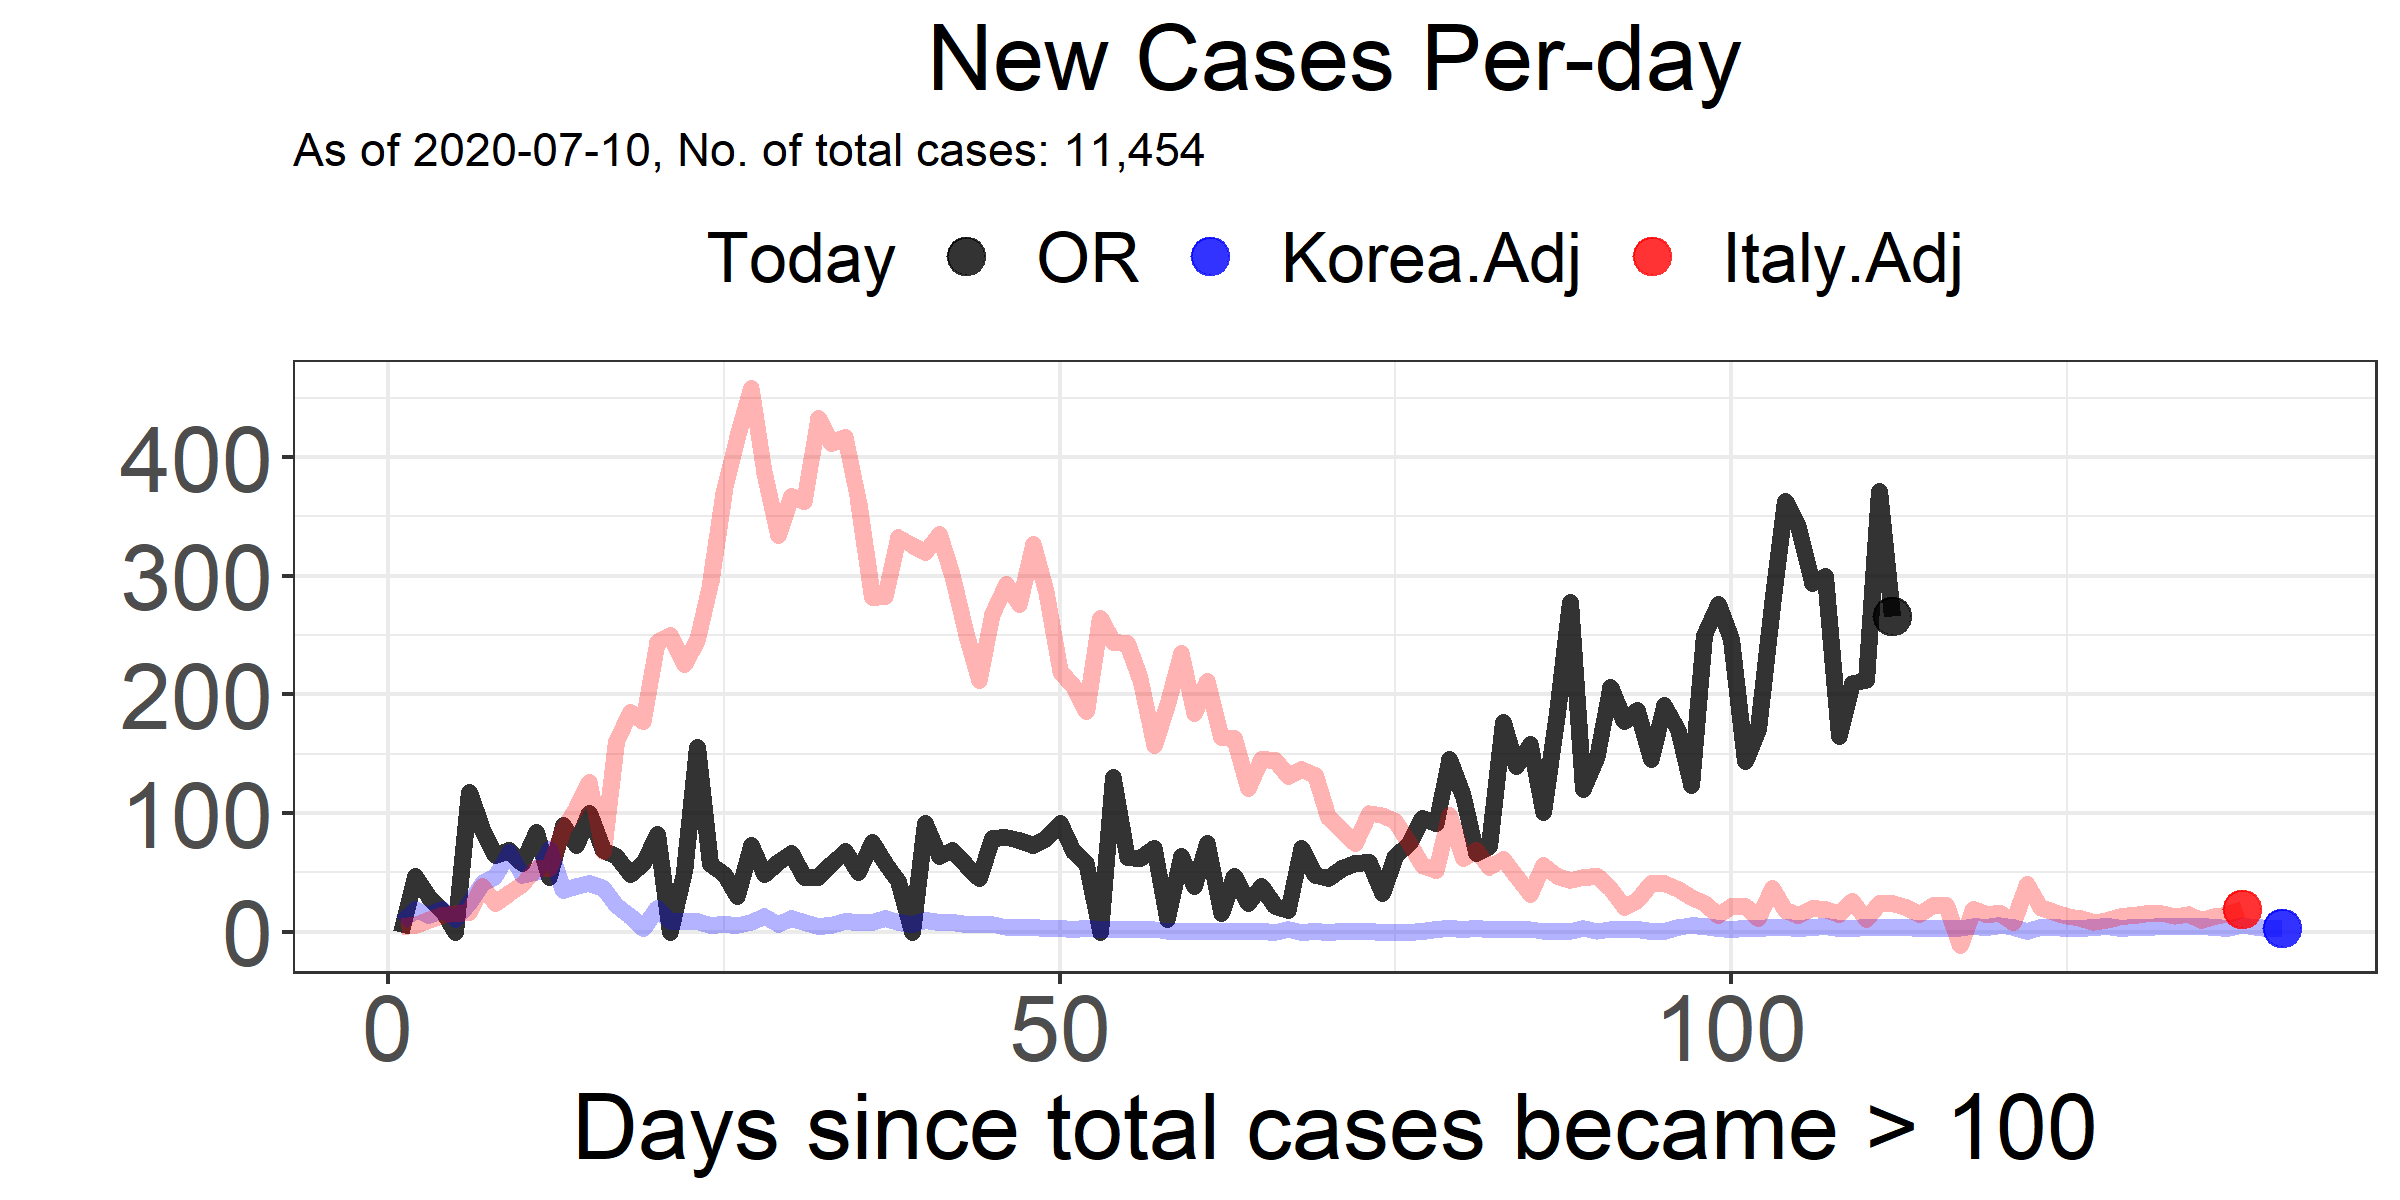 New Cases Per-day
As of 2020-07-10, No. of total cases: 11,454
Today OR Korea.Adj Italy.Adj
400
300
200
100
0
0 50 100
Days since total cases became > 100